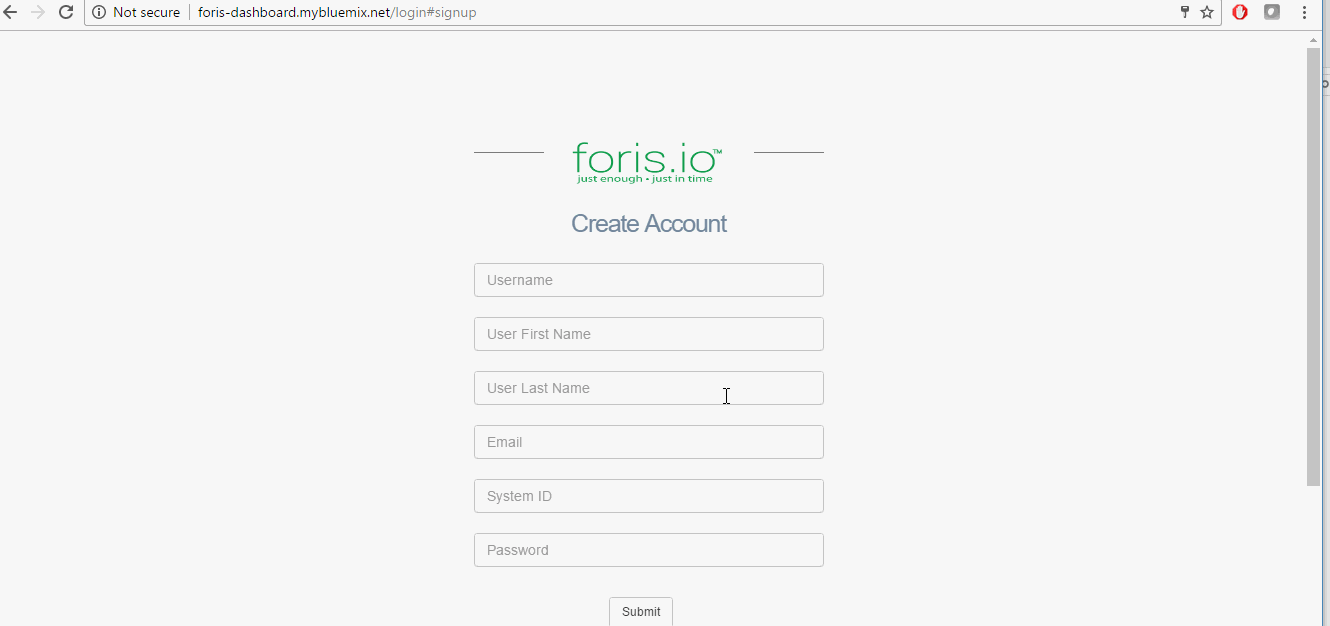 Not secure foris-dashboard.mybluemix.net/login#signup
foris.io™
just enough • just in time
Create Account
Username
User First Name
User Last Name
Email
System ID
Password
Submit